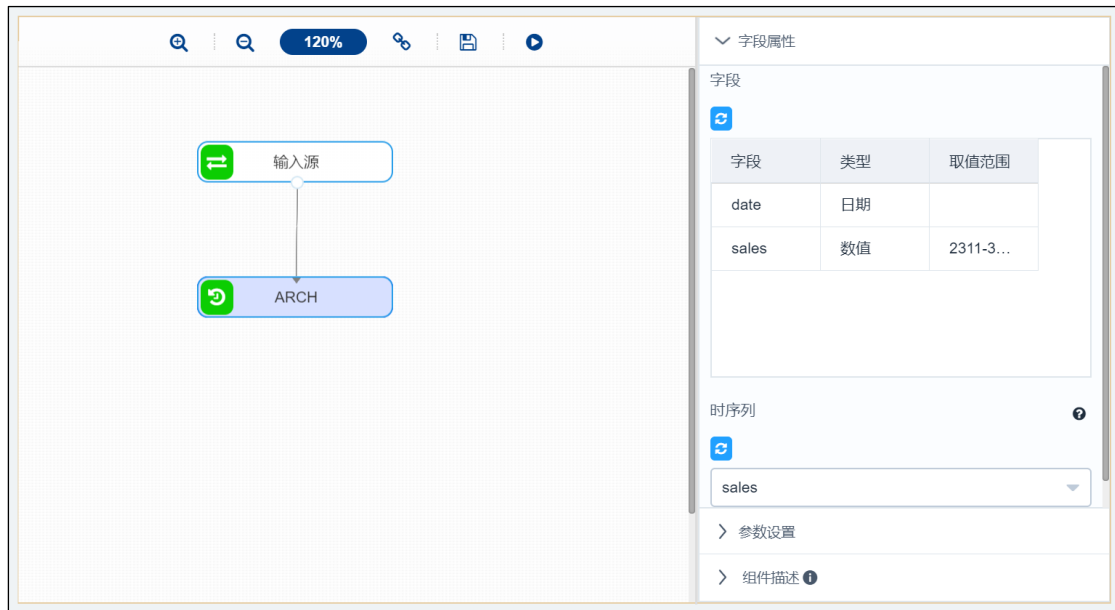 120%
输入源
ARCH
字段属性
字段
字段 类型 取值范围
date 日期
sales 数值 2311-3...
时序列
sales
参数设置
组件描述